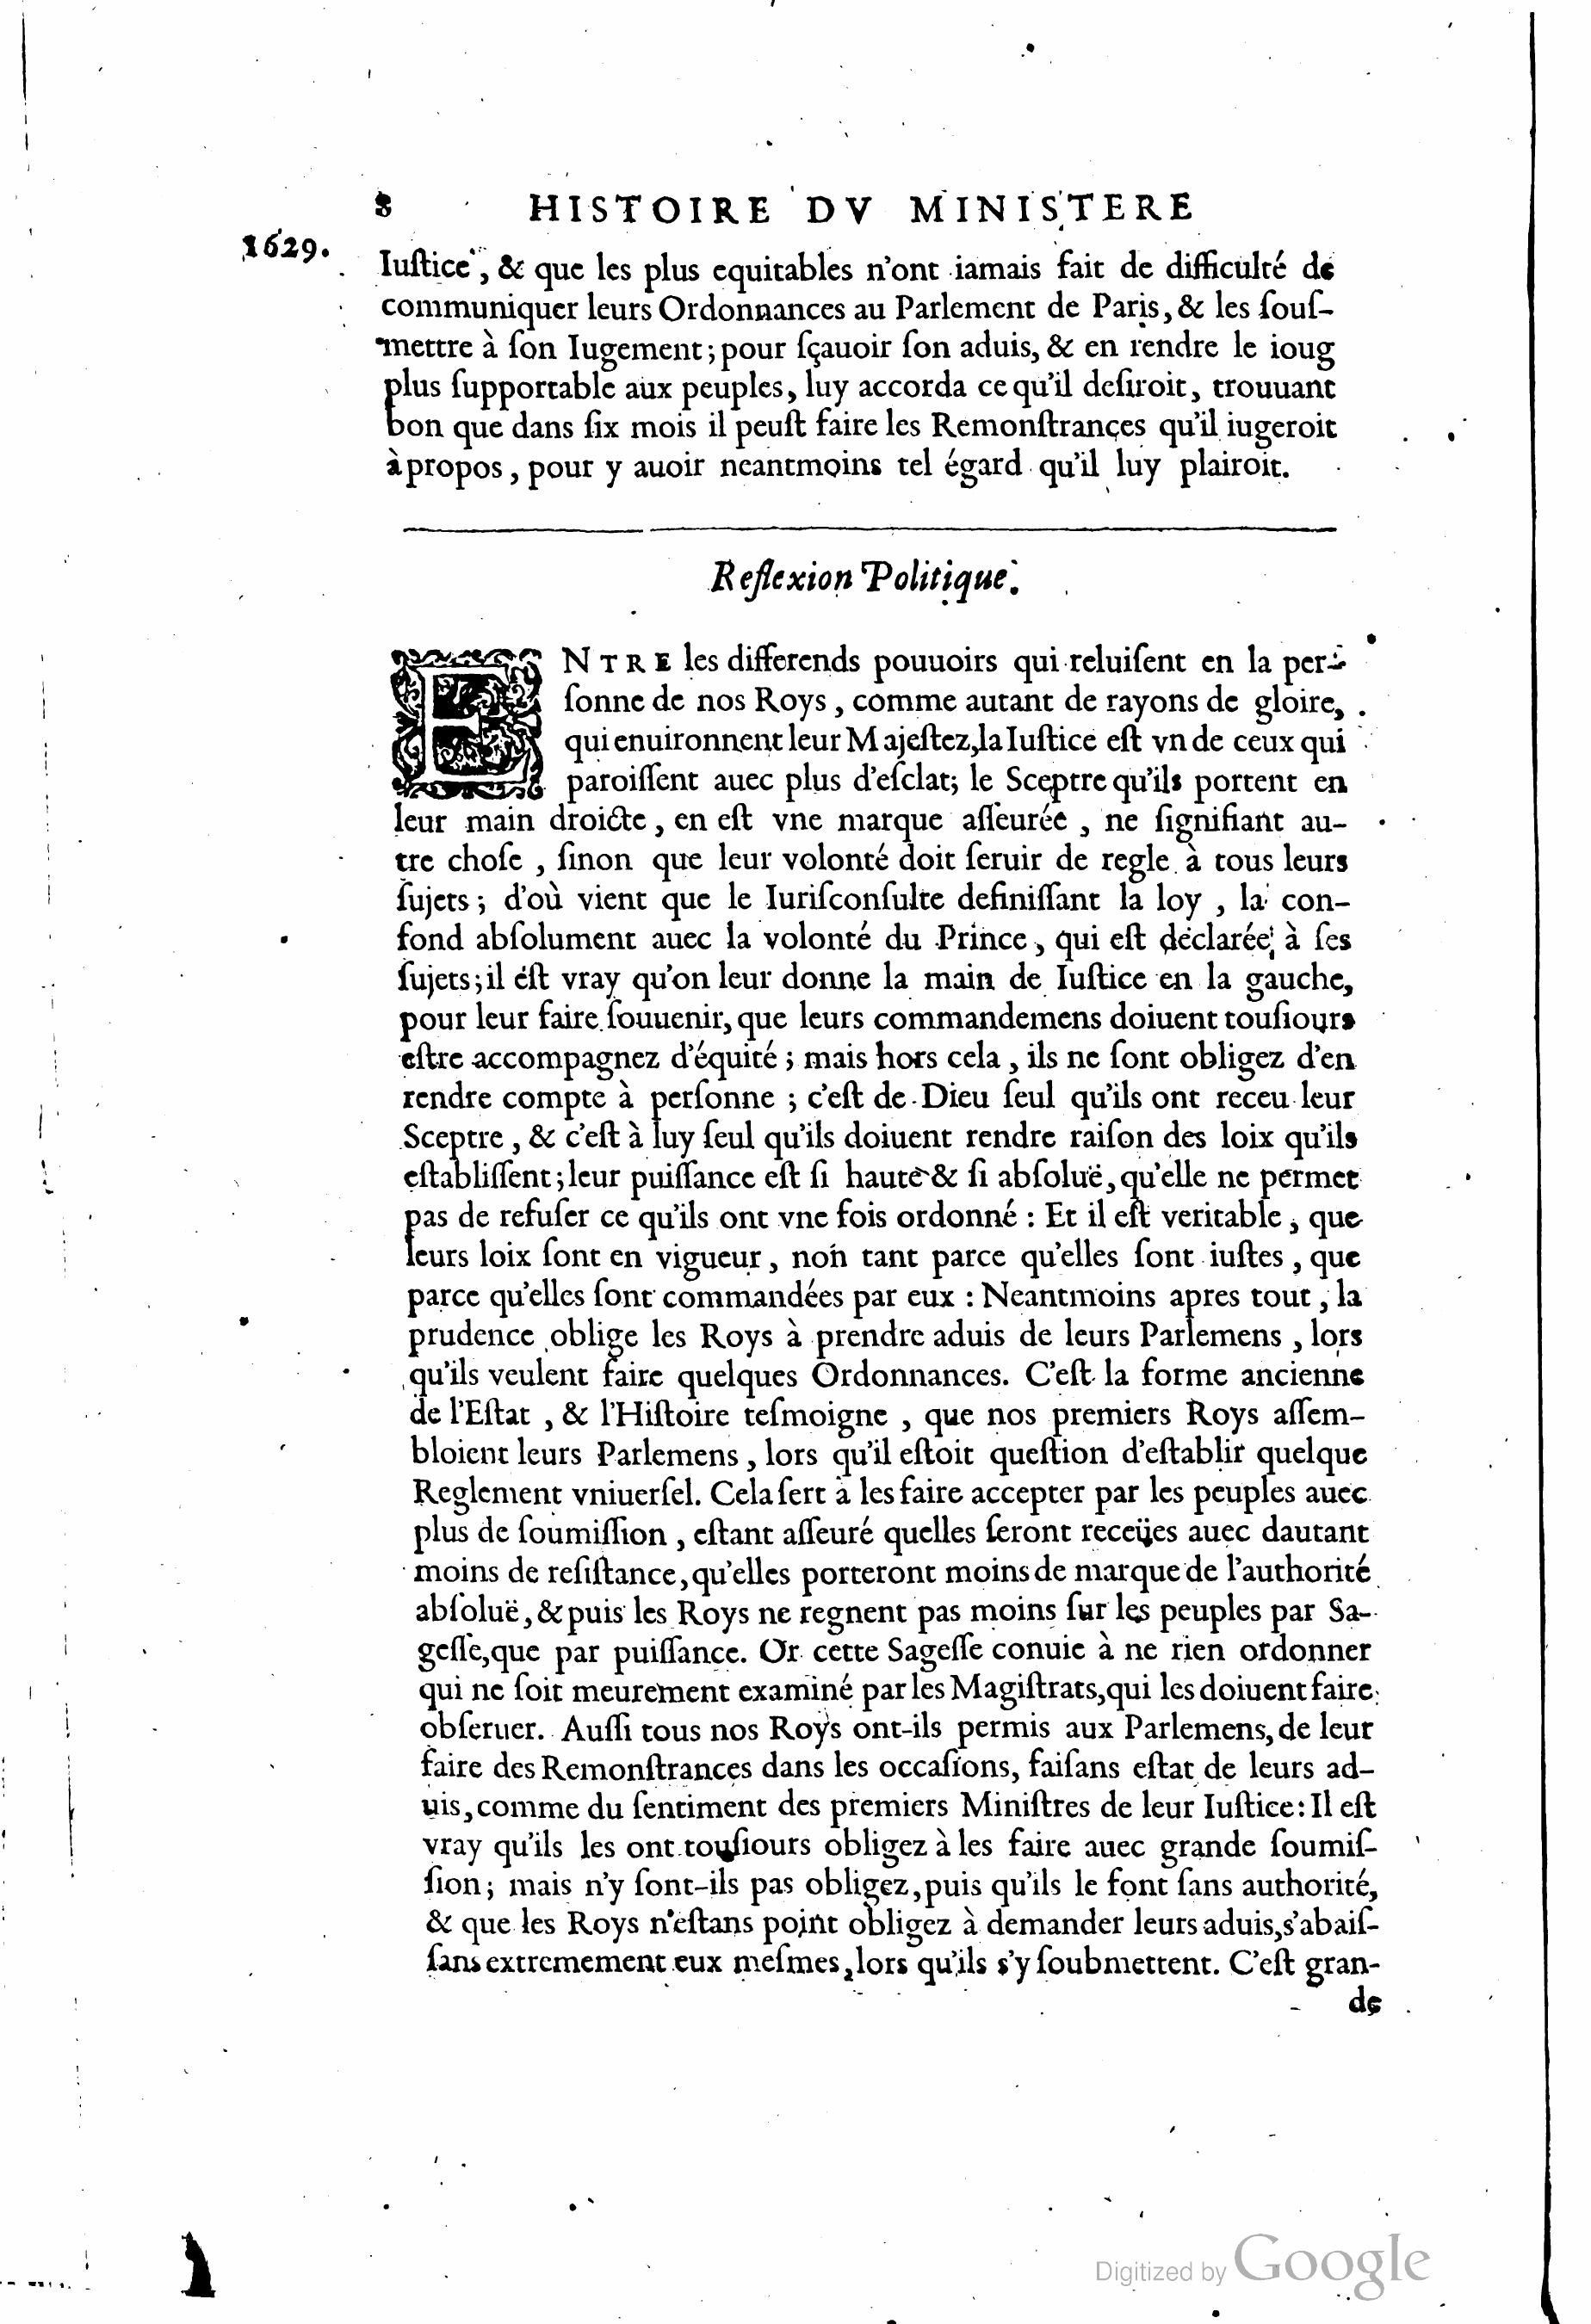 8 HISTOIRE DV MINISTERE
1629.
Iuſtice, & que les plus equitables n'ont iamais fait de difficulté de
communiquer leurs Ordonnances au Parlement de Paris, & les ſouſ-
mettre à ſon Iugement; pour ſçauoir ſon aduis, & en rendre le ioug
plus ſupportable aux peuples, luy accorda ce qu'il deſiroit, trouuant
bon que dans ſix mois il peuſt faire les Remonſtrances qu'il iugeroit
à propos, pour y auoir neantmoins tel égard qu'il luy plairoit.
Reflexion Politique.
ENTRE les differends pouuoirs qui reluiſent en la per-
ſonne de nos Roys, comme autant de rayons de gloire,
qui enuironnent leur Majeſtez, la Iuſtice eſt vn de ceux qui
paroiſſent auec plus d'eſclat; le Sceptre qu'ils portent en
leur main droicte, en eſt vne marque aſſeurée, ne ſignifiant au-
tre choſe, ſinon que leur volonté doit ſeruir de regle à tous leurs
ſujets; d'où vient que le Iuriſconſulte definiſſant la loy, la con-
fond abſolument auec la volonté du Prince, qui eſt declarée à ſes
ſujets; il eſt vray qu'on leur donne la main de Iuſtice en la gauche,
pour leur faire ſouuenir, que leurs commandemens doiuent touſiours
eſtre accompagnez d'équité; mais hors cela, ils ne ſont obligez d'en
rendre compte à perſonne; c'eſt de Dieu ſeul qu'ils ont receu leur
Sceptre, & c'eſt à luy ſeul qu'ils doiuent rendre raiſon des loix qu'ils
eſtabliſſent; leur puiſſance eſt ſi haute & ſi abſoluë, qu'elle ne permet
pas de refuſer ce qu'ils ont vne fois ordonné : Et il eſt veritable, que
leurs loix ſont en vigueur, non tant parce qu'elles ſont iuſtes, que
parce qu'elles ſont commandées par eux : Neantmoins apres tout, la
prudence oblige les Roys à prendre aduis de leurs Parlemens, lors
qu'ils veulent faire quelques Ordonnances. C'eſt la forme ancienne
de l'Eſtat, & l'Hiſtoire teſmoigne, que nos premiers Roys aſſem-
bloient leurs Parlemens, lors qu'il eſtoit queſtion d'eſtablir quelque
Reglement vniuerſel. Cela ſert à les faire accepter par les peuples auec
plus de ſoumiſſion, eſtant aſſeuré quelles ſeront receües auec dautant
moins de reſiſtance, qu'elles porteront moins de marque de l'authorité
abſoluë, & puis les Roys ne regnent pas moins ſur les peuples par Sa-
geſſe, que par puiſſance. Or cette Sageſſe conuie à ne rien ordonner
qui ne ſoit meurement examiné par les Magiſtrats, qui les doiuent faire
obſeruer. Auſſi tous nos Roys ont-ils permis aux Parlemens, de leur
faire des Remonſtrances dans les occaſions, faiſans eſtat de leurs ad-
uis, comme du ſentiment des premiers Miniſtres de leur Iuſtice: Il eſt
vray qu'ils les ont touſiours obligez à les faire auec grande ſoumiſ-
ſion; mais n'y ſont-ils pas obligez, puis qu'ils le font ſans authorité,
& que les Roys n'eſtans point obligez à demander leurs aduis, s'abaiſ-
ſans extremement eux meſmes, lors qu'ils s'y ſoubmettent. C'eſt gran-
de
Digitized by Google